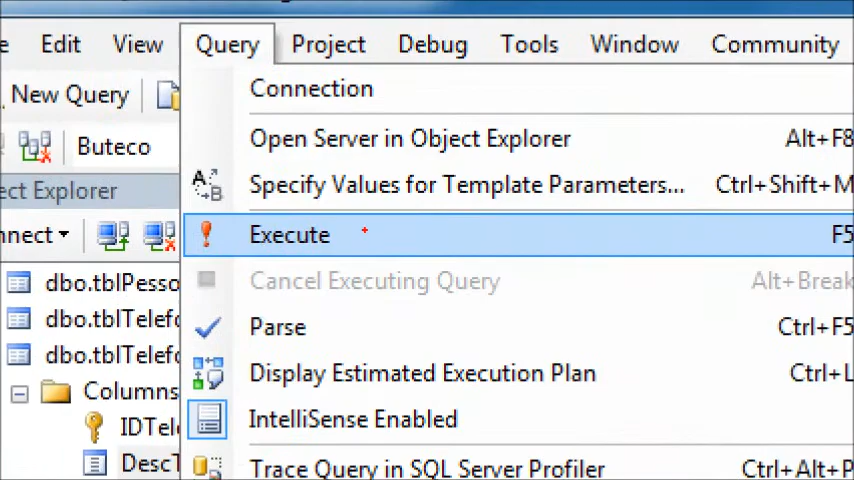 Edit View Query Project Debug Tools Window Community
New Query
Connection
Buteco
Open Server in Object Explorer Alt+F8
ect Explorer
Specify Values for Template Parameters... Ctrl+Shift+M
nnect
Execute F5
dbo.tblPesso
Cancel Executing Query Alt+Break
dbo.tblTelefo
Parse Ctrl+F5
dbo.tblTelefo
Display Estimated Execution Plan Ctrl+L
Columns
IDTele
IntelliSense Enabled
DescT
Trace Query in SQL Server Profiler Ctrl+Alt+P